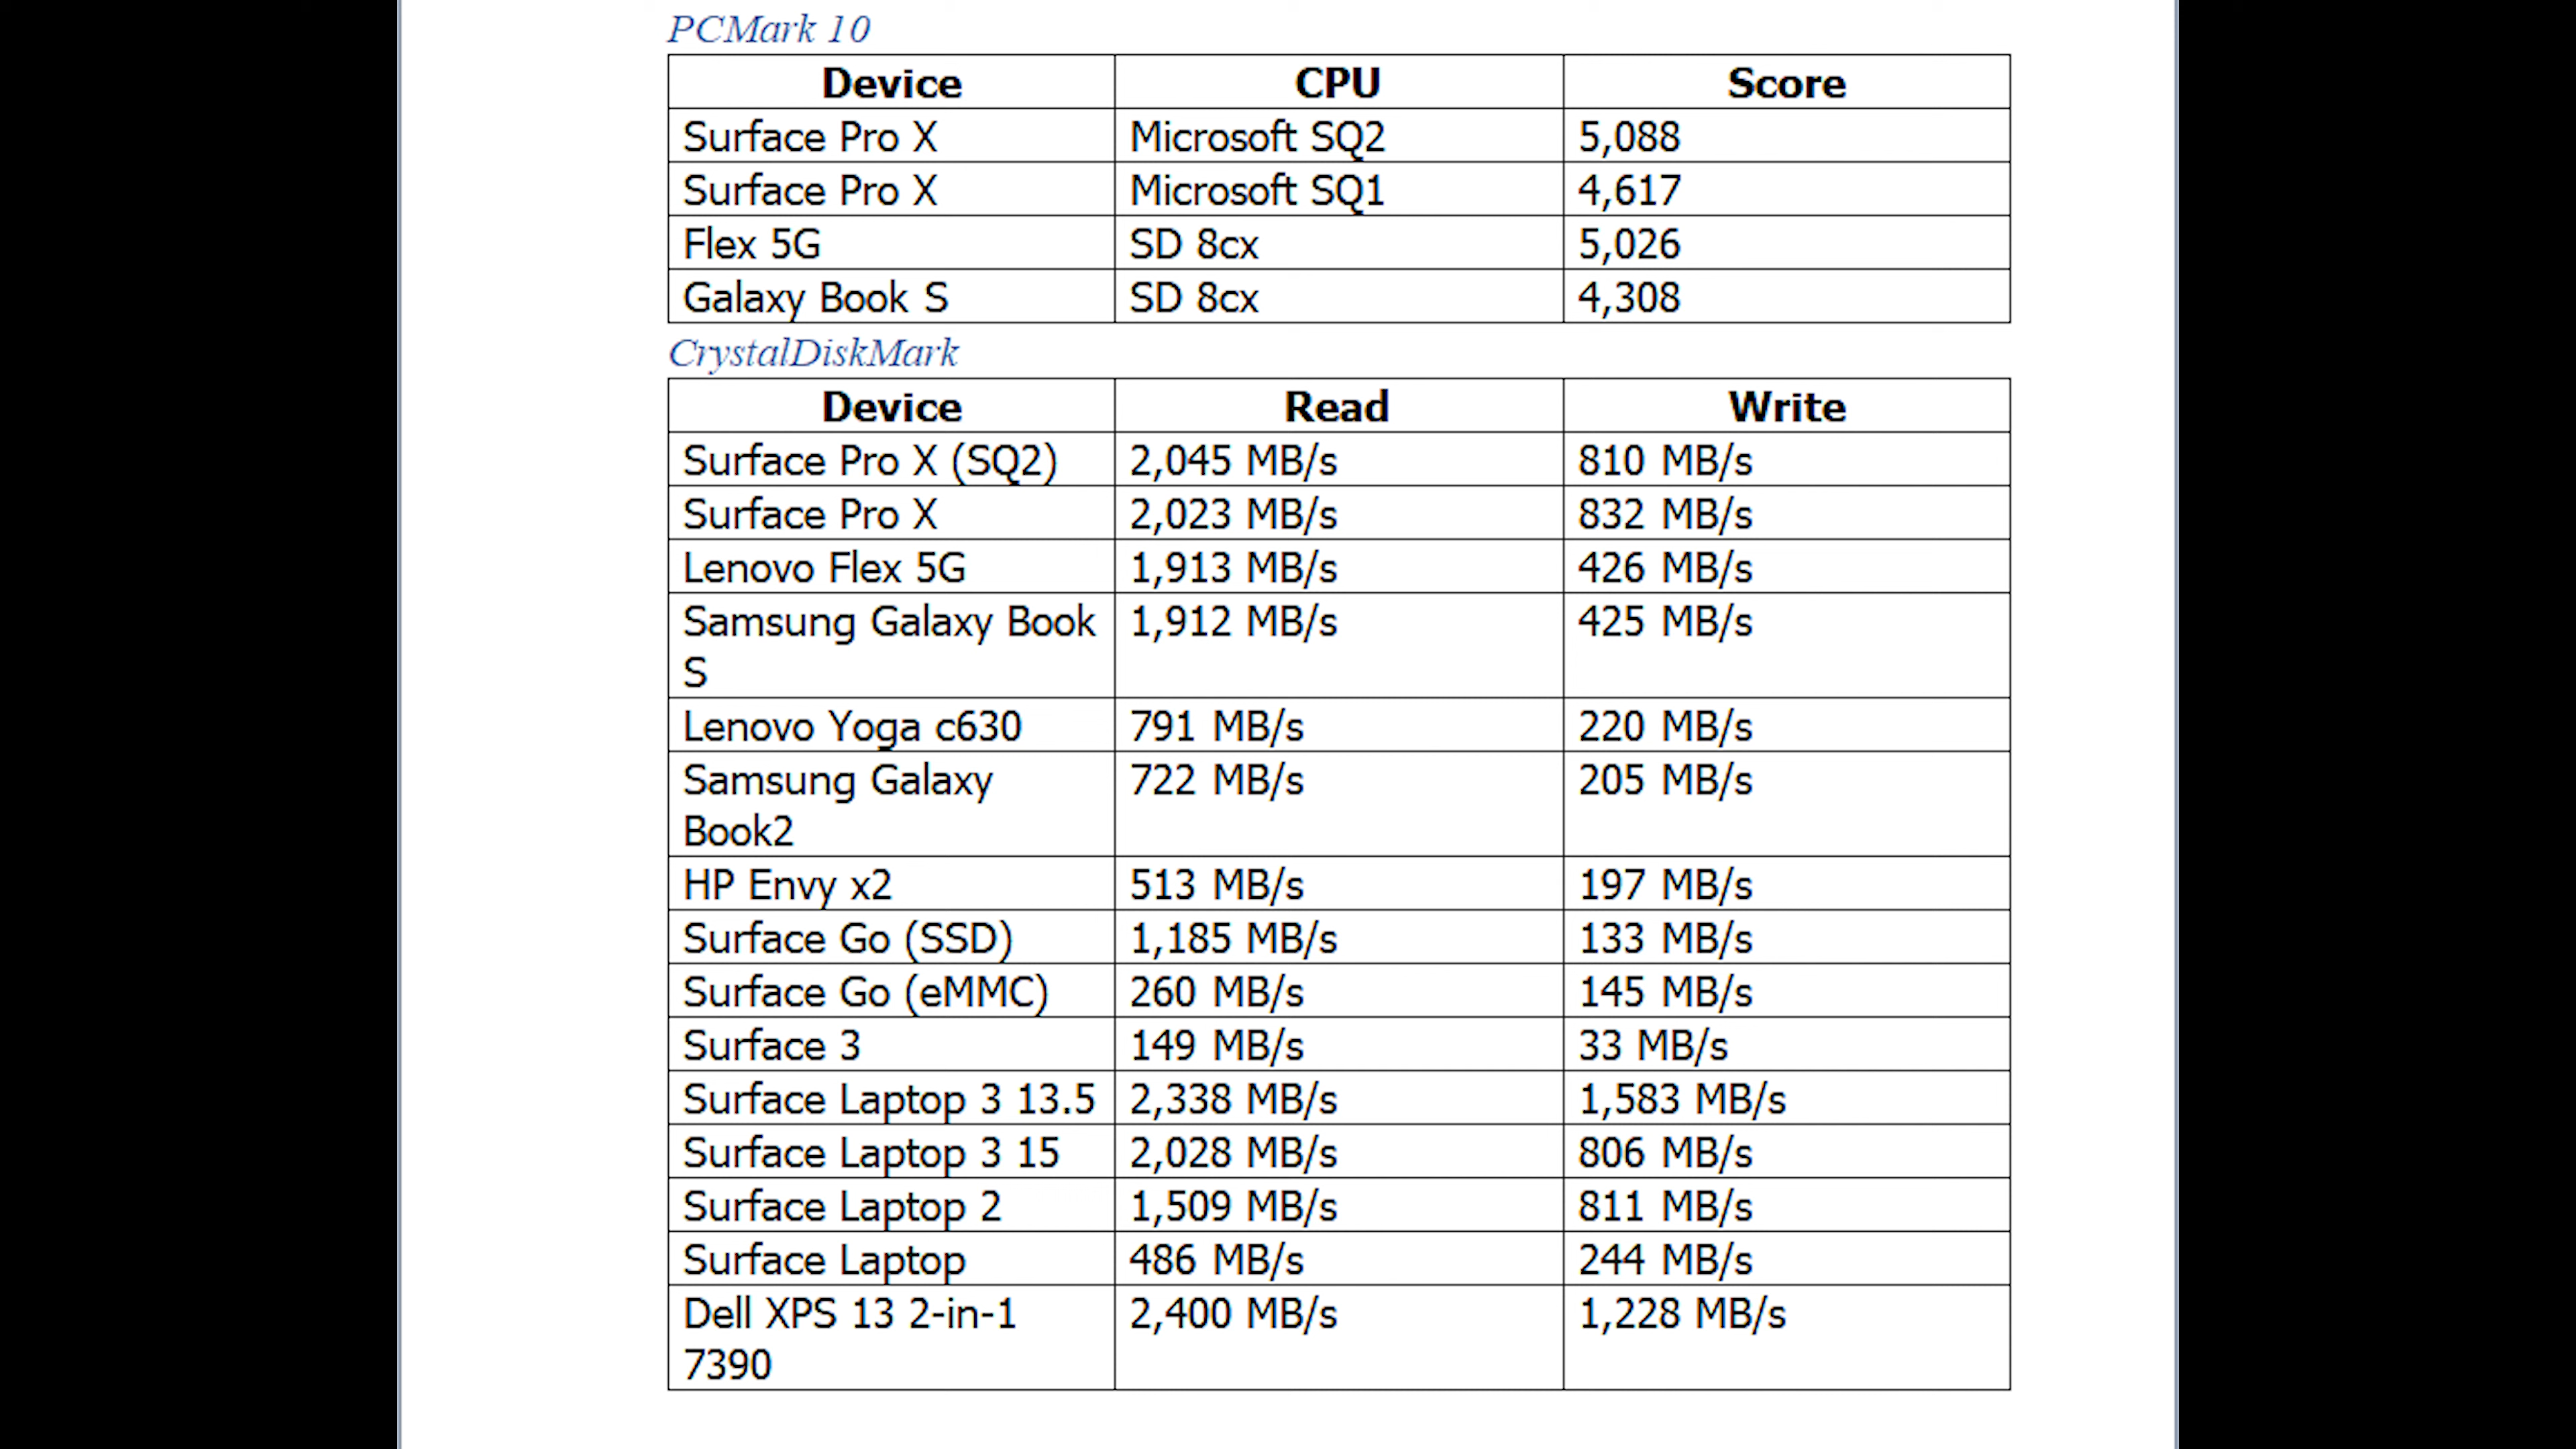 PCMark 10
Device CPU Score
Surface Pro X Microsoft SQ2 5,088
Surface Pro X Microsoft SQ1 4,617
Flex 5G SD 8cx 5,026
Galaxy Book S SD 8cx 4,308
CrystalDiskMark
Device Read Write
Surface Pro X (SQ2) 2,045 MB/s 810 MB/s
Surface Pro X 2,023 MB/s 832 MB/s
Lenovo Flex 5G 1,913 MB/s 426 MB/s
Samsung Galaxy Book 1,912 MB/s 425 MB/s
S
Lenovo Yoga c630 791 MB/s 220 MB/s
Samsung Galaxy 722 MB/s 205 MB/s
Book2
HP Envy x2 513 MB/s 197 MB/s
Surface Go (SSD) 1,185 MB/s 133 MB/s
Surface Go (eMMC) 260 MB/s 145 MB/s
Surface 3 149 MB/s 33 MB/s
Surface Laptop 3 13.5 2,338 MB/s 1,583 MB/s
Surface Laptop 3 15 2,028 MB/s 806 MB/s
Surface Laptop 2 1,509 MB/s 811 MB/s
Surface Laptop 486 MB/s 244 MB/s
Dell XPS 13 2-in-1 2,400 MB/s 1,228 MB/s
7390